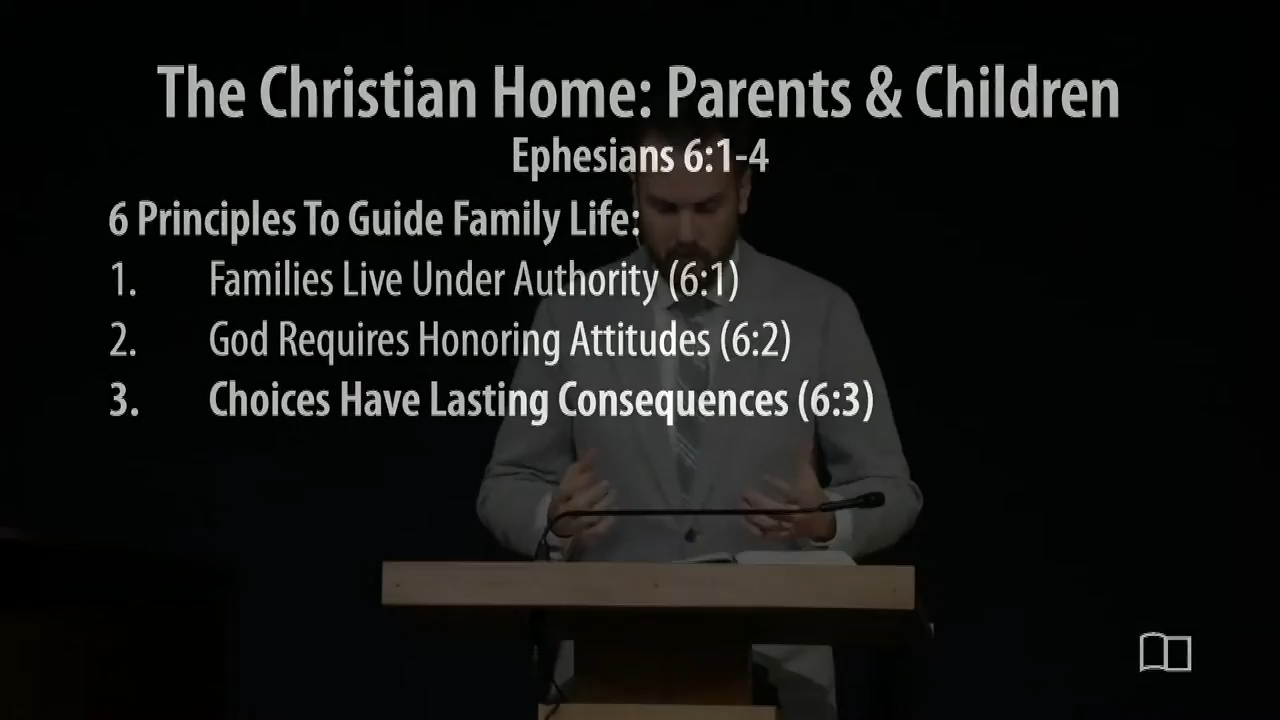 The Christian Home: Parents & Children
Ephesians 6:1-4
6 Principles To Guide Family Life:
1. Families Live Under Authority (6:1)
2. God Requires Honoring Attitudes (6:2)
3. Choices Have Lasting Consequences (6:3)